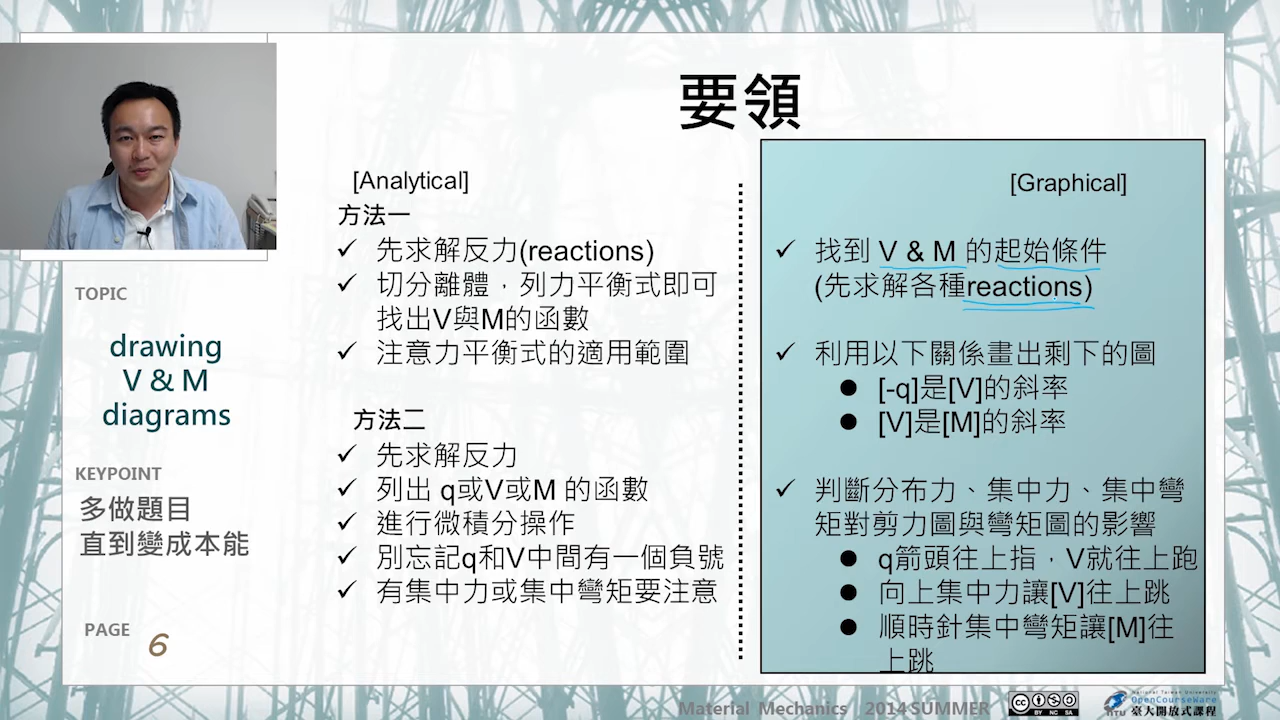 要領
[Analytical]
方法一
✓ 先求解反力(reactions)
✓ 切分離體，列力平衡式即可
找出V與M的函數
✓ 注意力平衡式的適用範圍
方法二
✓ 先求解反力
✓ 列出 q或V或M 的函數
✓ 進行微積分操作
✓ 別忘記q和V中間有一個負號
✓ 有集中力或集中彎矩要注意
[Graphical]
✓ 找到 V & M 的起始條件
(先求解各種reactions)
✓ 利用以下關係畫出剩下的圖
● [-q]是[V]的斜率
● [V]是[M]的斜率
✓ 判斷分布力、集中力、集中彎
矩對剪力圖與彎矩圖的影響
● q箭頭往上指，V就往上跑
● 向上集中力讓[V]往上跳
● 順時針集中彎矩讓[M]往
上跳
TOPIC
drawing
V & M
diagrams
KEYPOINT
多做題目
直到變成本能
PAGE 6
Material Mechanics 2014 SUMMER
cc BY NC SA
National Taiwan University
OpenCourseWare
NTU 臺大開放式課程